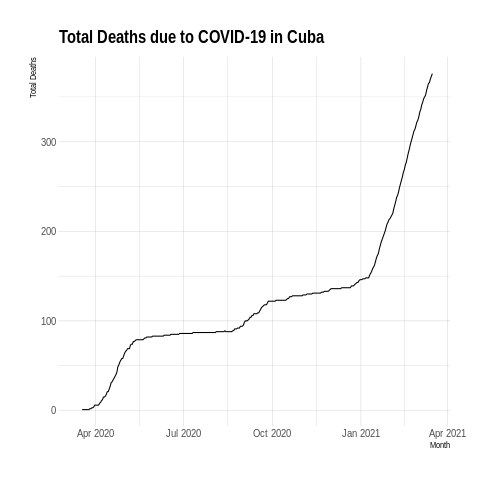 Total Deaths due to COVID-19 in Cuba
Total Deaths
300
200
100
0
Apr 2020 Jul 2020 Oct 2020 Jan 2021 Apr 2021
Month